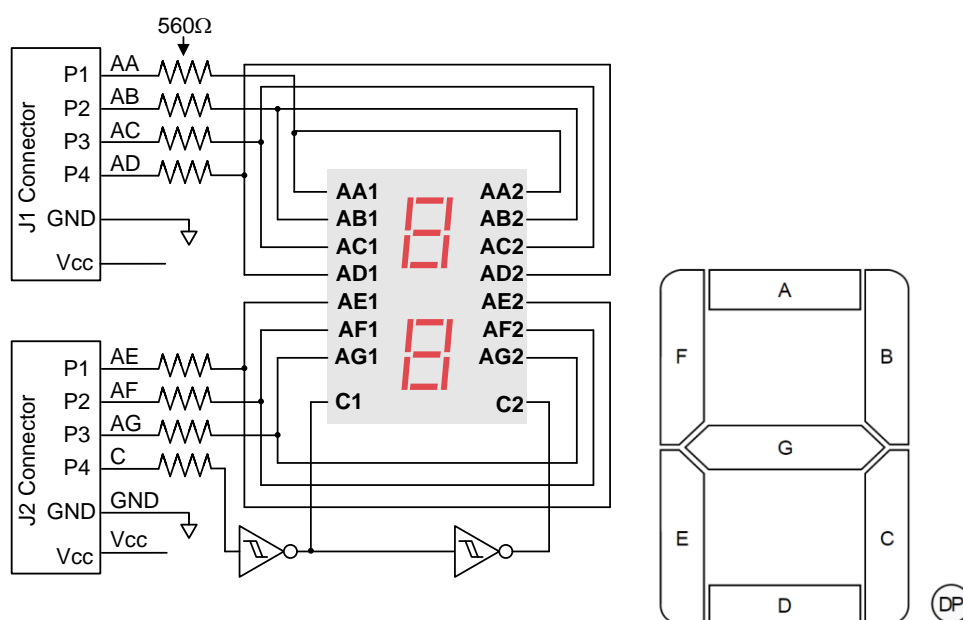 560Ω
J1 Connector
P1 AA
P2 AB
P3 AC
P4 AD
GND
Vcc
AA1 AA2
AB1 AB2
AC1 AC2
AD1 AD2
AE1 AE2
AF1 AF2
AG1 AG2
C1 C2
J2 Connector
P1 AE
P2 AF
P3 AG
P4 C
GND GND
Vcc Vcc
A
F B
G
E C
D DP